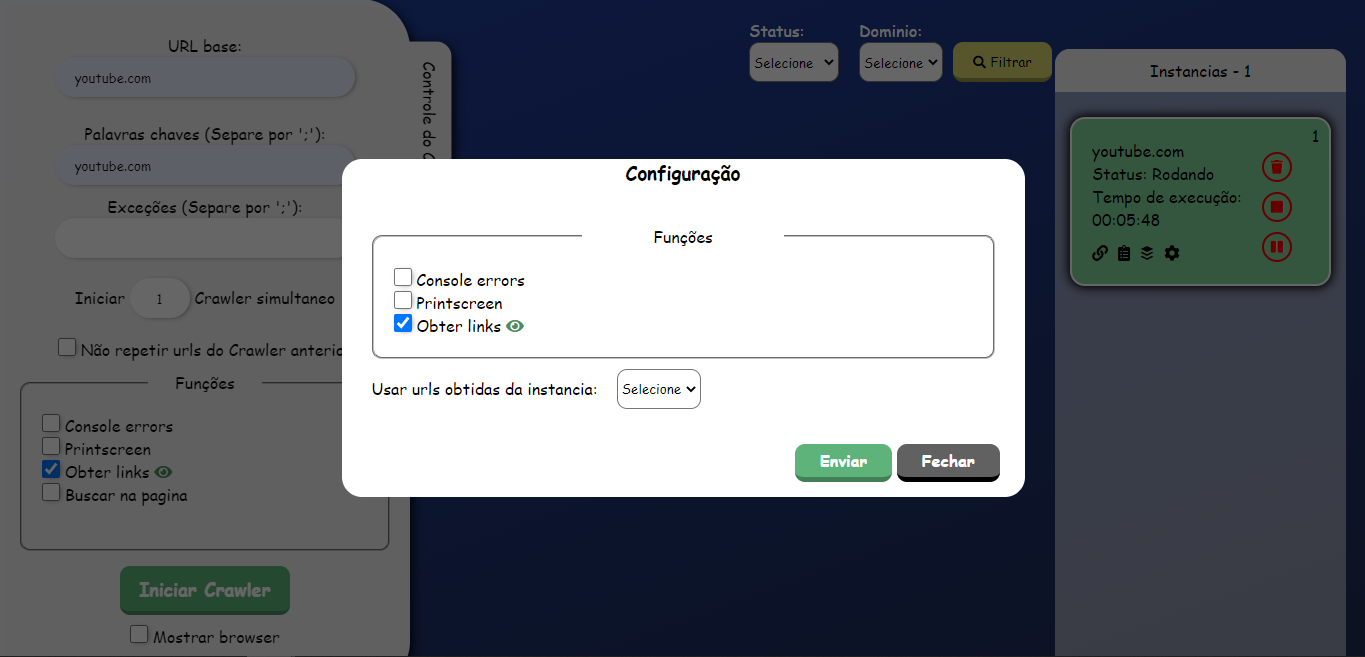 URL base:
youtube.com
Palavras chaves (Separe por ';'):
youtube.com
Exceções (Separe por ';'):
Iniciar 1 Crawler simultaneo
Não repetir urls do Crawler anterio
Funções
Console errors
Printscreen
Obter links
Buscar na pagina
Iniciar Crawler
Mostrar browser
Controle do C
Status:
Selecione
Dominio:
Selecione
Filtrar
Instancias - 1
1
youtube.com
Status: Rodando
Tempo de execução:
00:05:48
Configuração
Funções
Console errors
Printscreen
Obter links
Usar urls obtidas da instancia: Selecione
Enviar Fechar